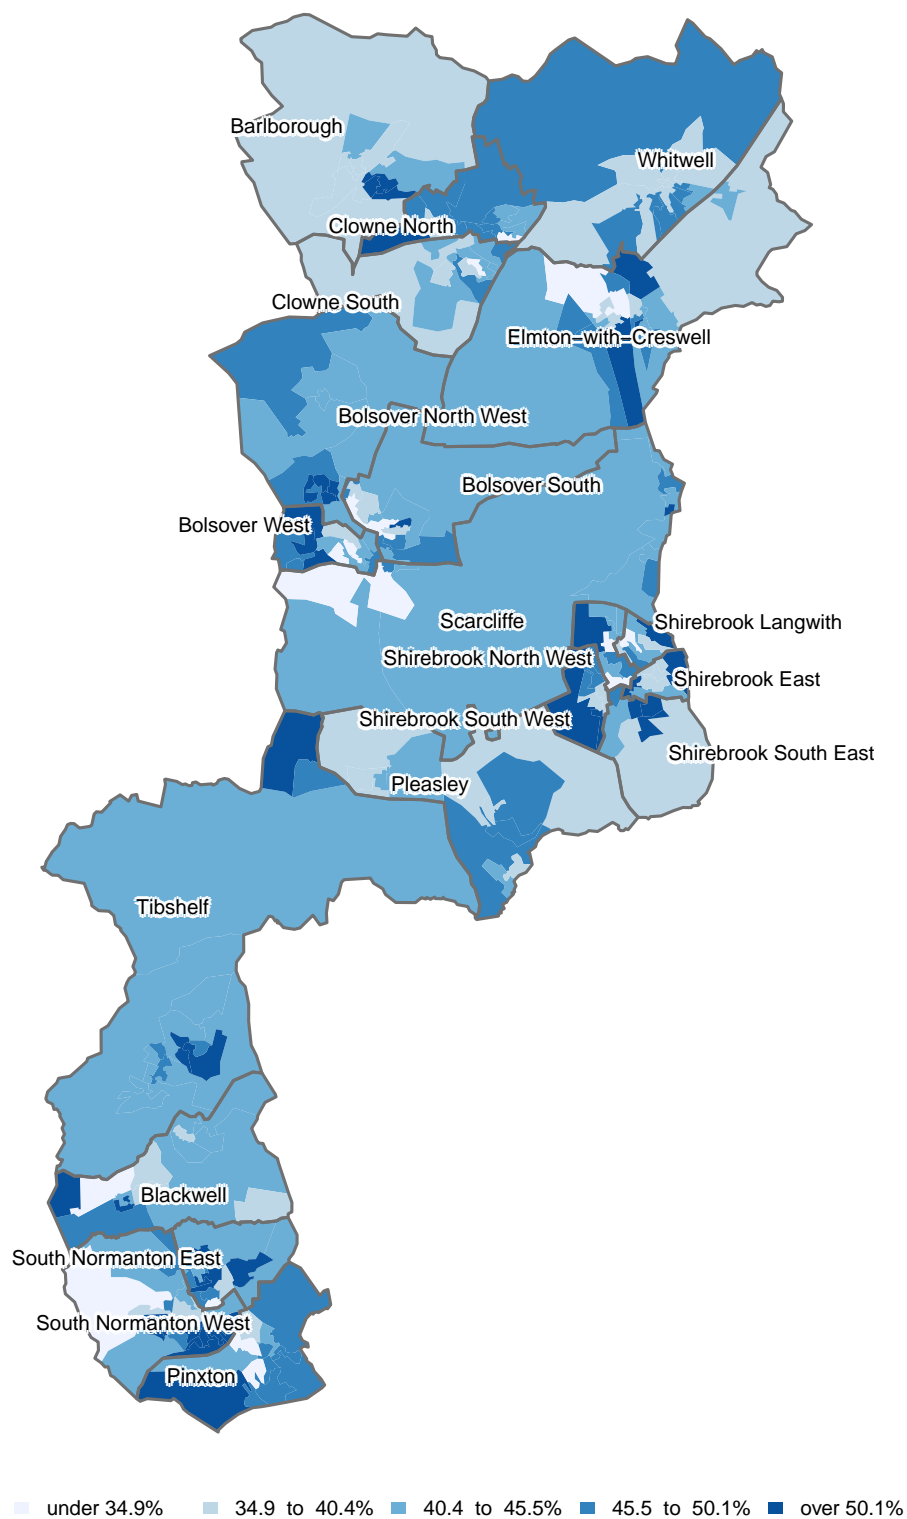 Barlborough
Whitwell
Clowne North
Clowne South
Elmton−with−Creswell
Bolsover North West
Bolsover South
Bolsover West
Scarcliffe
Shirebrook Langwith
Shirebrook North West
Shirebrook East
Shirebrook South West
Shirebrook South East
Pleasley
Tibshelf
Blackwell
South Normanton East
South Normanton West
Pinxton
under 34.9% 34.9 to 40.4% 40.4 to 45.5% 45.5 to 50.1% over 50.1%